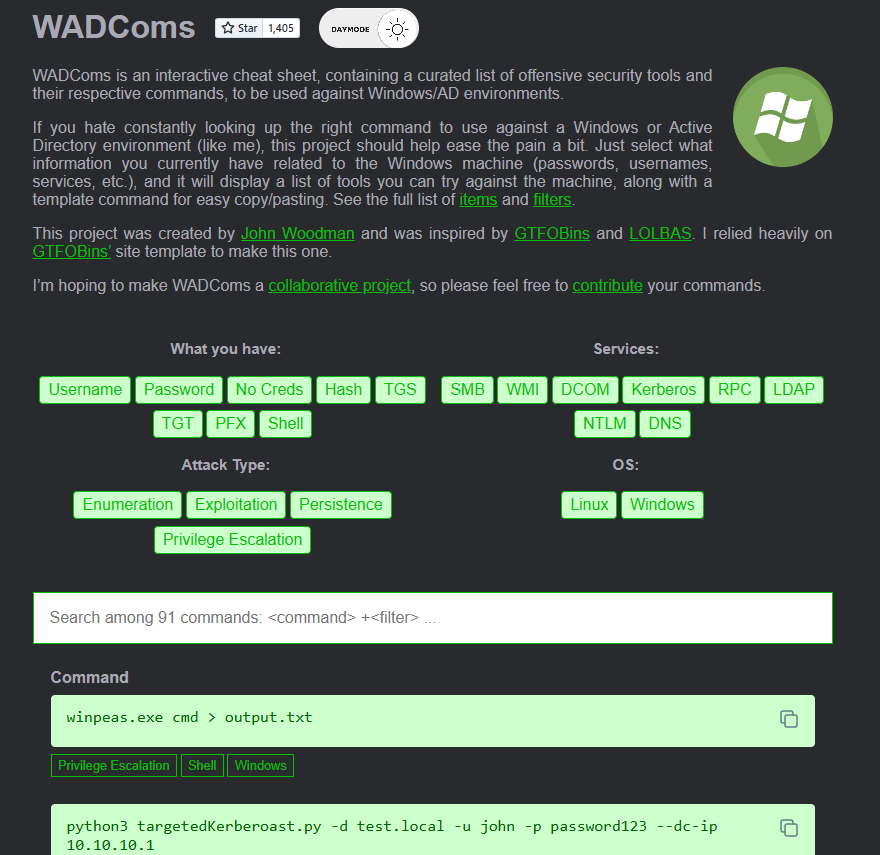 WADComs Star 1,405 DAYMODE
WADComs is an interactive cheat sheet, containing a curated list of offensive security tools and
their respective commands, to be used against Windows/AD environments.
If you hate constantly looking up the right command to use against a Windows or Active
Directory environment (like me), this project should help ease the pain a bit. Just select what
information you currently have related to the Windows machine (passwords, usernames,
services, etc.), and it will display a list of tools you can try against the machine, along with a
template command for easy copy/pasting. See the full list of items and filters.
This project was created by John Woodman and was inspired by GTFOBins and LOLBAS. I relied heavily on
GTFOBins’ site template to make this one.
I’m hoping to make WADComs a collaborative project, so please feel free to contribute your commands.
What you have:
Username Password No Creds Hash TGS
TGT PFX Shell
Services:
SMB WMI DCOM Kerberos RPC LDAP
NTLM DNS
Attack Type:
Enumeration Exploitation Persistence
Privilege Escalation
OS:
Linux Windows
Search among 91 commands: <command> +<filter> ...
Command
winpeas.exe cmd > output.txt
Privilege Escalation Shell Windows
python3 targetedKerberoast.py -d test.local -u john -p password123 --dc-ip
10.10.10.1